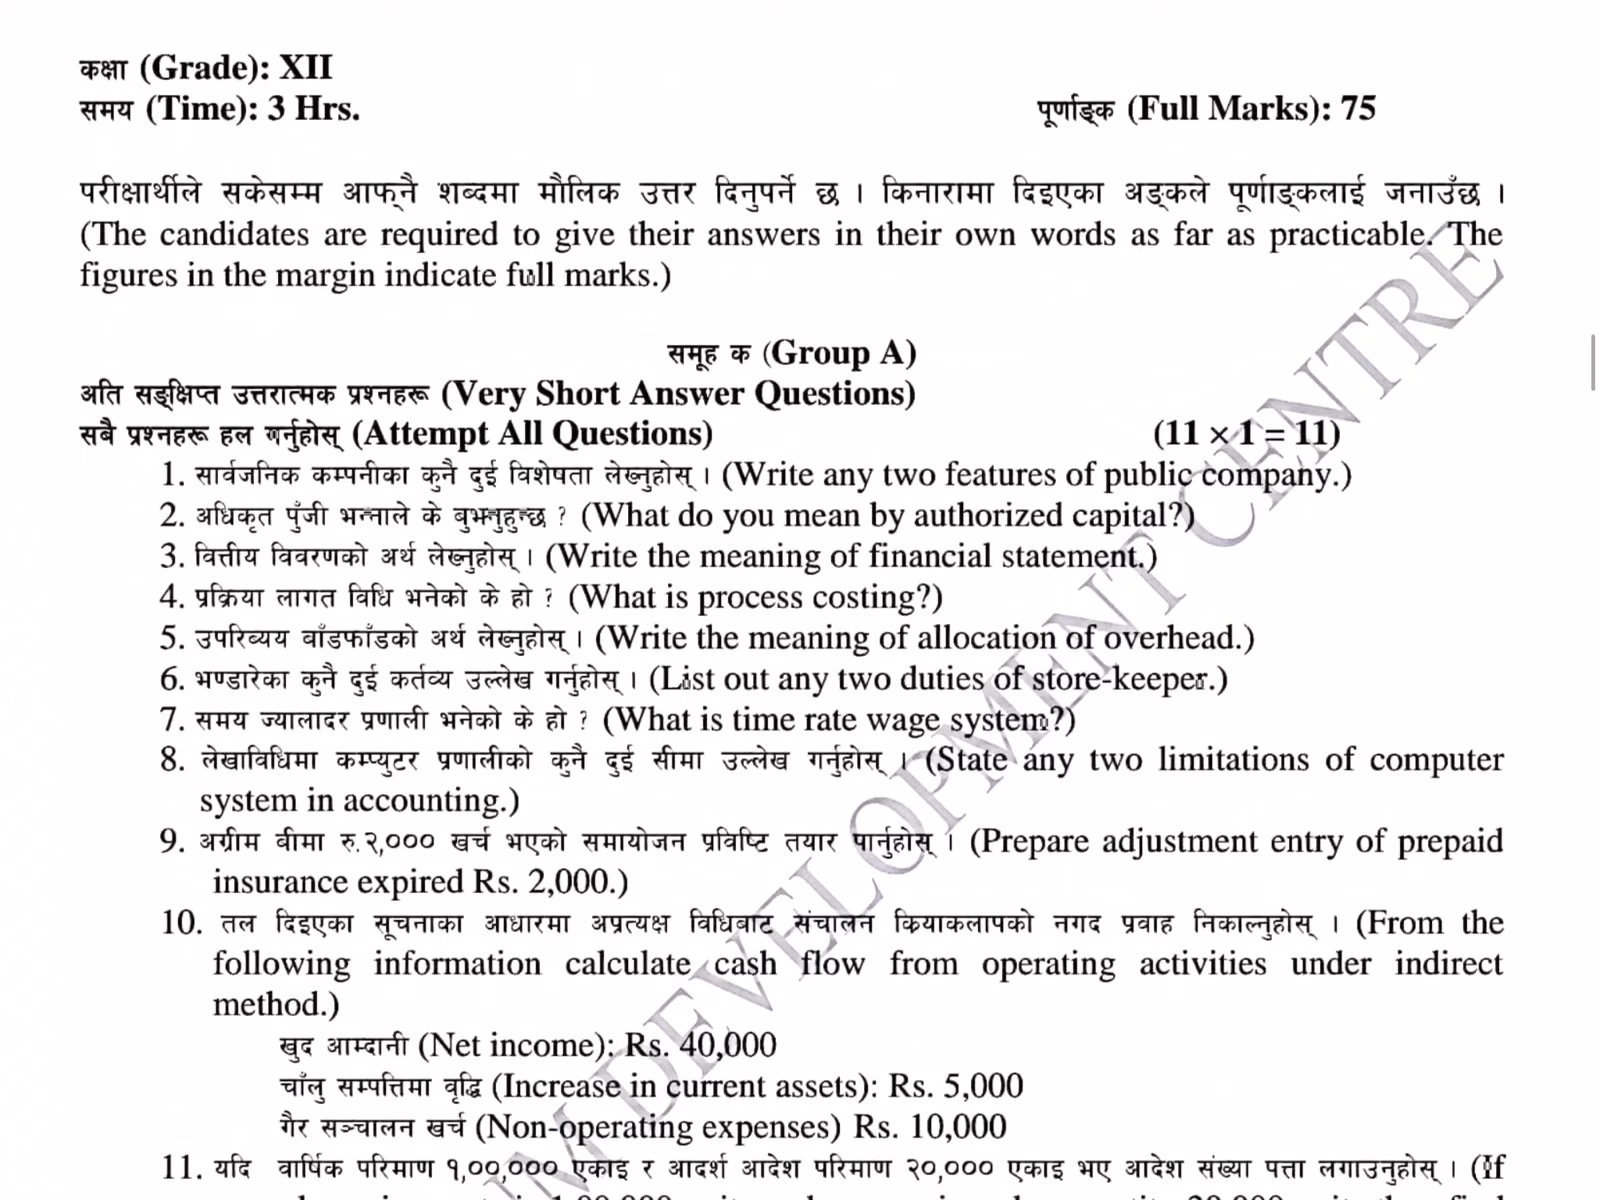 कक्षा (Grade): XII
समय (Time): 3 Hrs. पूर्णाङ्क (Full Marks): 75
परीक्षार्थीले सकेसम्म आफ्नै शब्दमा मौलिक उत्तर दिनुपर्ने छ । किनारामा दिइएका अङ्कले पूर्णाङ्कलाई जनाउँछ ।
(The candidates are required to give their answers in their own words as far as practicable. The
figures in the margin indicate full marks.)
समूह क (Group A)
अति सङ्क्षिप्त उत्तरात्मक प्रश्नहरू (Very Short Answer Questions)
सबै प्रश्नहरू हल गर्नुहोस् (Attempt All Questions) (11 × 1 = 11)
1. सार्वजनिक कम्पनीका कुनै दुई विशेषता लेख्नुहोस् । (Write any two features of public company.)
2. अधिकृत पुँजी भन्नाले के बुझ्नुहुन्छ ? (What do you mean by authorized capital?)
3. वित्तीय विवरणको अर्थ लेख्नुहोस् । (Write the meaning of financial statement.)
4. प्रक्रिया लागत विधि भनेको के हो ? (What is process costing?)
5. उपरिव्यय बाँडफाँडको अर्थ लेख्नुहोस् । (Write the meaning of allocation of overhead.)
6. भण्डारेका कुनै दुई कर्तव्य उल्लेख गर्नुहोस् । (List out any two duties of store-keeper.)
7. समय ज्यालादर प्रणाली भनेको के हो ? (What is time rate wage system?)
8. लेखाविधिमा कम्प्युटर प्रणालीको कुनै दुई सीमा उल्लेख गर्नुहोस् । (State any two limitations of computer
system in accounting.)
9. अग्रीम बीमा रु.२,००० खर्च भएको समायोजन प्रविष्टि तयार पार्नुहोस् । (Prepare adjustment entry of prepaid
insurance expired Rs. 2,000.)
10. तल दिइएका सूचनाका आधारमा अप्रत्यक्ष विधिबाट संचालन कियाकलापको नगद प्रवाह निकाल्नुहोस् । (From the
following information calculate cash flow from operating activities under indirect
method.)
खुद आम्दानी (Net income): Rs. 40,000
चाँलु सम्पत्तिमा वृद्धि (Increase in current assets): Rs. 5,000
गैर सञ्चालन खर्च (Non-operating expenses) Rs. 10,000
11. यदि वार्षिक परिमाण १,००,००० एकाइ र आदर्श आदेश परिमाण २०,००० एकाइ भए आदेश संख्या पत्ता लगाउनुहोस् । (If
M DEVELOPMENT CENTRE